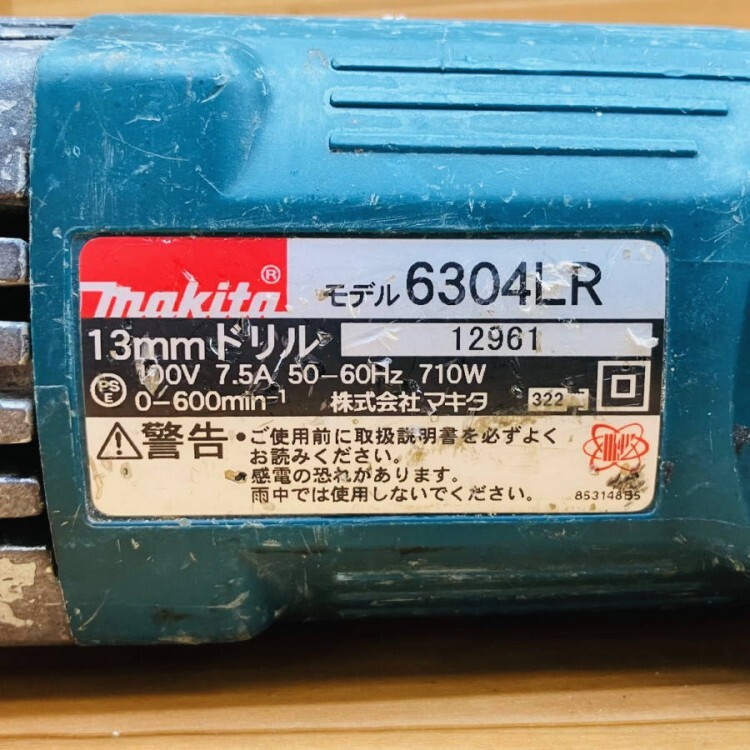 makita® モデル 6304LR
13mmドリル 12961
100V 7.5A 50-60Hz 710W
PSE 0-600min⁻¹ 株式会社マキタ 322
警告 •ご使用前に取扱説明書を必ずよく
お読みください。
•感電の恐れがあります。
雨中では使用しないでください。
853148B5